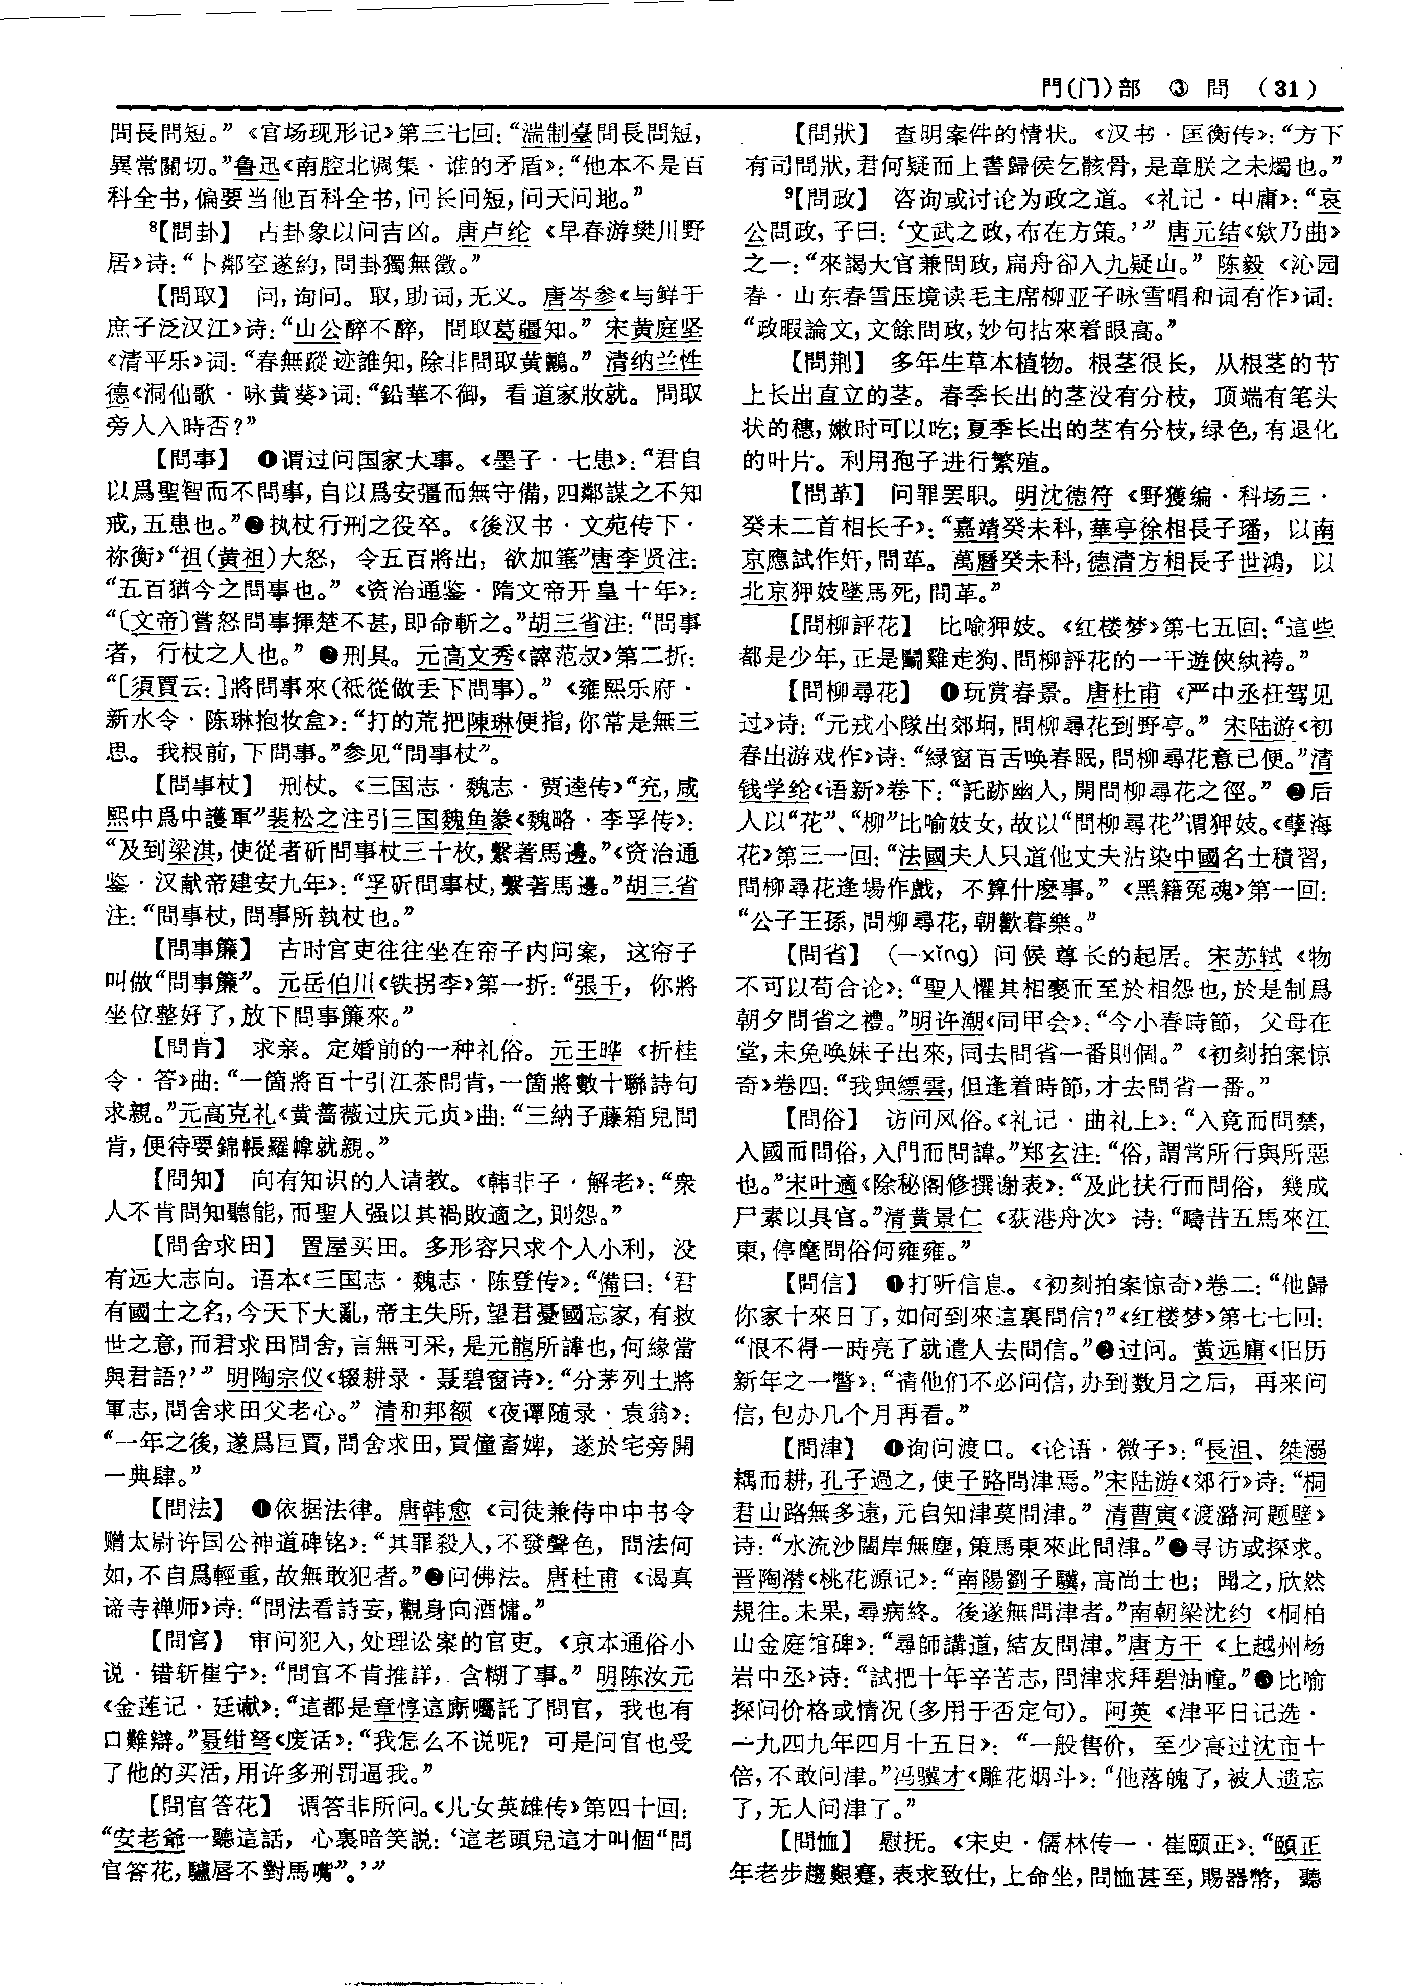 門(门)部　③　問　（31）
問長問短。”《官场现形记》第三七回：“湍制臺問長問短，
異常關切。”鲁迅《南腔北调集·谁的矛盾》：“他本不是百
科全书，偏要当他百科全书，问长问短，问天问地。”
⁸【問卦】　占卦象以问吉凶。唐卢纶《早春游樊川野
居》诗：“卜鄰空遂約，問卦獨無徵。”
【問取】　问，询问。取，助词，无义。唐岑参《与鲜于
庶子泛汉江》诗：“山公醉不醉，問取葛疆知。”宋黄庭坚
《清平乐》词：“春無蹤迹誰知，除非問取黄鸝。”清纳兰性
德《洞仙歌·咏黄葵》词：“鉛華不御，看道家妝就。問取
旁人入時否？”
【問事】　❶谓过问国家大事。《墨子·七患》：“君自
以爲聖智而不問事，自以爲安彊而無守備，四鄰謀之不知
戒，五患也。”❷执杖行刑之役卒。《後汉书·文苑传下·
祢衡》“祖（黄祖）大怒，令五百將出，欲加箠”唐李贤注：
“五百猶今之問事也。”《资治通鉴·隋文帝开皇十年》：
“〔文帝〕嘗怒問事揮楚不甚，即命斬之。”胡三省注：“問事
者，行杖之人也。”❸刑具。元高文秀《誶范叔》第二折：
“［須賈云：］將問事來（祗從做丢下問事）。”《雍熙乐府·
新水令·陈琳抱妆盒》：“打的荒把陳琳便指，你常是無三
思。我根前，下問事。”参见“問事杖”。
【問事杖】　刑杖。《三国志·魏志·贾逵传》“充，咸
熙中爲中護軍”裴松之注引三国魏鱼豢《魏略·李孚传》：
“及到梁淇，使從者斫問事杖三十枚，繫著馬邊。”《资治通
鉴·汉献帝建安九年》：“孚斫問事杖，繫著馬邊。”胡三省
注：“問事杖，問事所執杖也。”
【問事簾】　古时官吏往往坐在帘子内问案，这帘子
叫做“問事簾”。元岳伯川《铁拐李》第一折：“張千，你將
坐位整好了，放下問事簾來。”
【問肯】　求亲。定婚前的一种礼俗。元王晔《折桂
令·答》曲：“一箇將百十引江茶問肯，一箇將數十聯詩句
求親。”元高克礼《黄蔷薇过庆元贞》曲：“三納子藤箱兒問
肯，便待要錦帳羅幃就親。”
【問知】　向有知识的人请教。《韩非子·解老》：“衆
人不肯問知聽能，而聖人强以其禍敗適之，則怨。”
【問舍求田】　置屋买田。多形容只求个人小利，没
有远大志向。语本《三国志·魏志·陈登传》：“備曰：‘君
有國士之名，今天下大亂，帝主失所，望君憂國忘家，有救
世之意，而君求田問舍，言無可采，是元龍所諱也，何緣當
與君語？’”明陶宗仪《辍耕录·聂碧窗诗》：“分茅列土將
軍志，問舍求田父老心。”清和邦额《夜谭随录·袁翁》：
“一年之後，遂爲巨賈，問舍求田，買僮畜婢，遂於宅旁開
一典肆。”
【問法】　❶依据法律。唐韩愈《司徒兼侍中中书令
赠太尉许国公神道碑铭》：“其罪殺人，不發聲色，問法何
如，不自爲輕重，故無敢犯者。”❷问佛法。唐杜甫《谒真
谛寺禅师》诗：“問法看詩妄，觀身向酒慵。”
【問官】　审问犯人，处理讼案的官吏。《京本通俗小
说·错斩崔宁》：“問官不肯推詳，含糊了事。”明陈汝元
《金莲记·廷谳》：“這都是章惇這廝囑託了問官，我也有
口難辯。”聂绀弩《废话》：“我怎么不说呢？可是问官也受
了他的买活，用许多刑罚逼我。”
【問官答花】　谓答非所问。《儿女英雄传》第四十回：
“安老爺一聽這話，心裏暗笑説：‘這老頭兒這才叫個“問
官答花，驢唇不對馬嘴”。’”
【問狀】　查明案件的情状。《汉书·匡衡传》：“方下
有司問狀，君何疑而上書歸侯乞骸骨，是章朕之未燭也。”
⁹【問政】　咨询或讨论为政之道。《礼记·中庸》：“哀
公問政，子曰：‘文武之政，布在方策。’”唐元结《欸乃曲》
之一：“來謁大官兼問政，扁舟卻入九疑山。”陈毅《沁园
春·山东春雪压境读毛主席柳亚子咏雪唱和词有作》词：
“政暇論文，文餘問政，妙句拈來着眼高。”
【問荆】　多年生草本植物。根茎很长，从根茎的节
上长出直立的茎。春季长出的茎没有分枝，顶端有笔头
状的穗，嫩时可以吃；夏季长出的茎有分枝，绿色，有退化
的叶片。利用孢子进行繁殖。
【問革】　问罪罢职。明沈德符《野獲编·科场三·
癸未二首相长子》：“嘉靖癸未科，華亭徐相長子璠，以南
京應試作奸，問革。萬曆癸未科，德清方相長子世鴻，以
北京狎妓墜馬死，問革。”
【問柳評花】　比喻狎妓。《红楼梦》第七五回：“這些
都是少年，正是鬭雞走狗、問柳評花的一干遊俠紈袴。”
【問柳尋花】　❶玩赏春景。唐杜甫《严中丞枉驾见
过》诗：“元戎小隊出郊坰，問柳尋花到野亭。”宋陆游《初
春出游戏作》诗：“緑窗百舌唤春眠，問柳尋花意已便。”清
钱学纶《语新》卷下：“託跡幽人，開問柳尋花之徑。”❷后
人以“花”、“柳”比喻妓女，故以“問柳尋花”谓狎妓。《孽海
花》第三一回：“法國夫人只道他丈夫沾染中國名士積習，
問柳尋花逢場作戲，不算什麽事。”《黑籍冤魂》第一回：
“公子王孫，問柳尋花，朝歡暮樂。”
【問省】　（—xǐng）问候尊长的起居。宋苏轼《物
不可以苟合论》：“聖人懼其相褻而至於相怨也，於是制爲
朝夕問省之禮。”明许潮《同甲会》：“今小春時節，父母在
堂，未免唤妹子出來，同去問省一番則個。”《初刻拍案惊
奇》卷四：“我與縹雲，但逢着時節，才去問省一番。”
【問俗】　访问风俗。《礼记·曲礼上》：“入竟而問禁，
入國而問俗，入門而問諱。”郑玄注：“俗，謂常所行與所惡
也。”宋叶適《除秘阁修撰谢表》：“及此扶行而問俗，幾成
尸素以具官。”清黄景仁《荻港舟次》诗：“疇昔五馬來江
東，停麾問俗何雍雍。”
【問信】　❶打听信息。《初刻拍案惊奇》卷二：“他歸
你家十來日了，如何到來這裏問信？”《红楼梦》第七七回：
“恨不得一時亮了就遣人去問信。”❷过问。黄远庸《旧历
新年之一瞥》：“请他们不必问信，办到数月之后，再来问
信，包办几个月再看。”
【問津】　❶询问渡口。《论语·微子》：“長沮、桀溺
耦而耕，孔子過之，使子路問津焉。”宋陆游《郊行》诗：“桐
君山路無多遠，元自知津莫問津。”清曹寅《渡潞河题壁》
诗：“水流沙闊岸無塵，策馬東來此問津。”❷寻访或探求。
晋陶潜《桃花源记》：“南陽劉子驥，高尚士也；聞之，欣然
規往。未果，尋病終。後遂無問津者。”南朝梁沈约《桐柏
山金庭馆碑》：“尋師講道，結友問津。”唐方干《上越州杨
岩中丞》诗：“試把十年辛苦志，問津求拜碧油幢。”❸比喻
探问价格或情况（多用于否定句）。阿英《津平日记选·
一九四九年四月十五日》：“一般售价，至少高过沈市十
倍，不敢问津。”冯骥才《雕花烟斗》：“他落魄了，被人遗忘
了，无人问津了。”
【問恤】　慰抚。《宋史·儒林传一·崔颐正》：“頤正
年老步趨艱蹇，表求致仕，上命坐，問恤甚至，賜器幣，聽